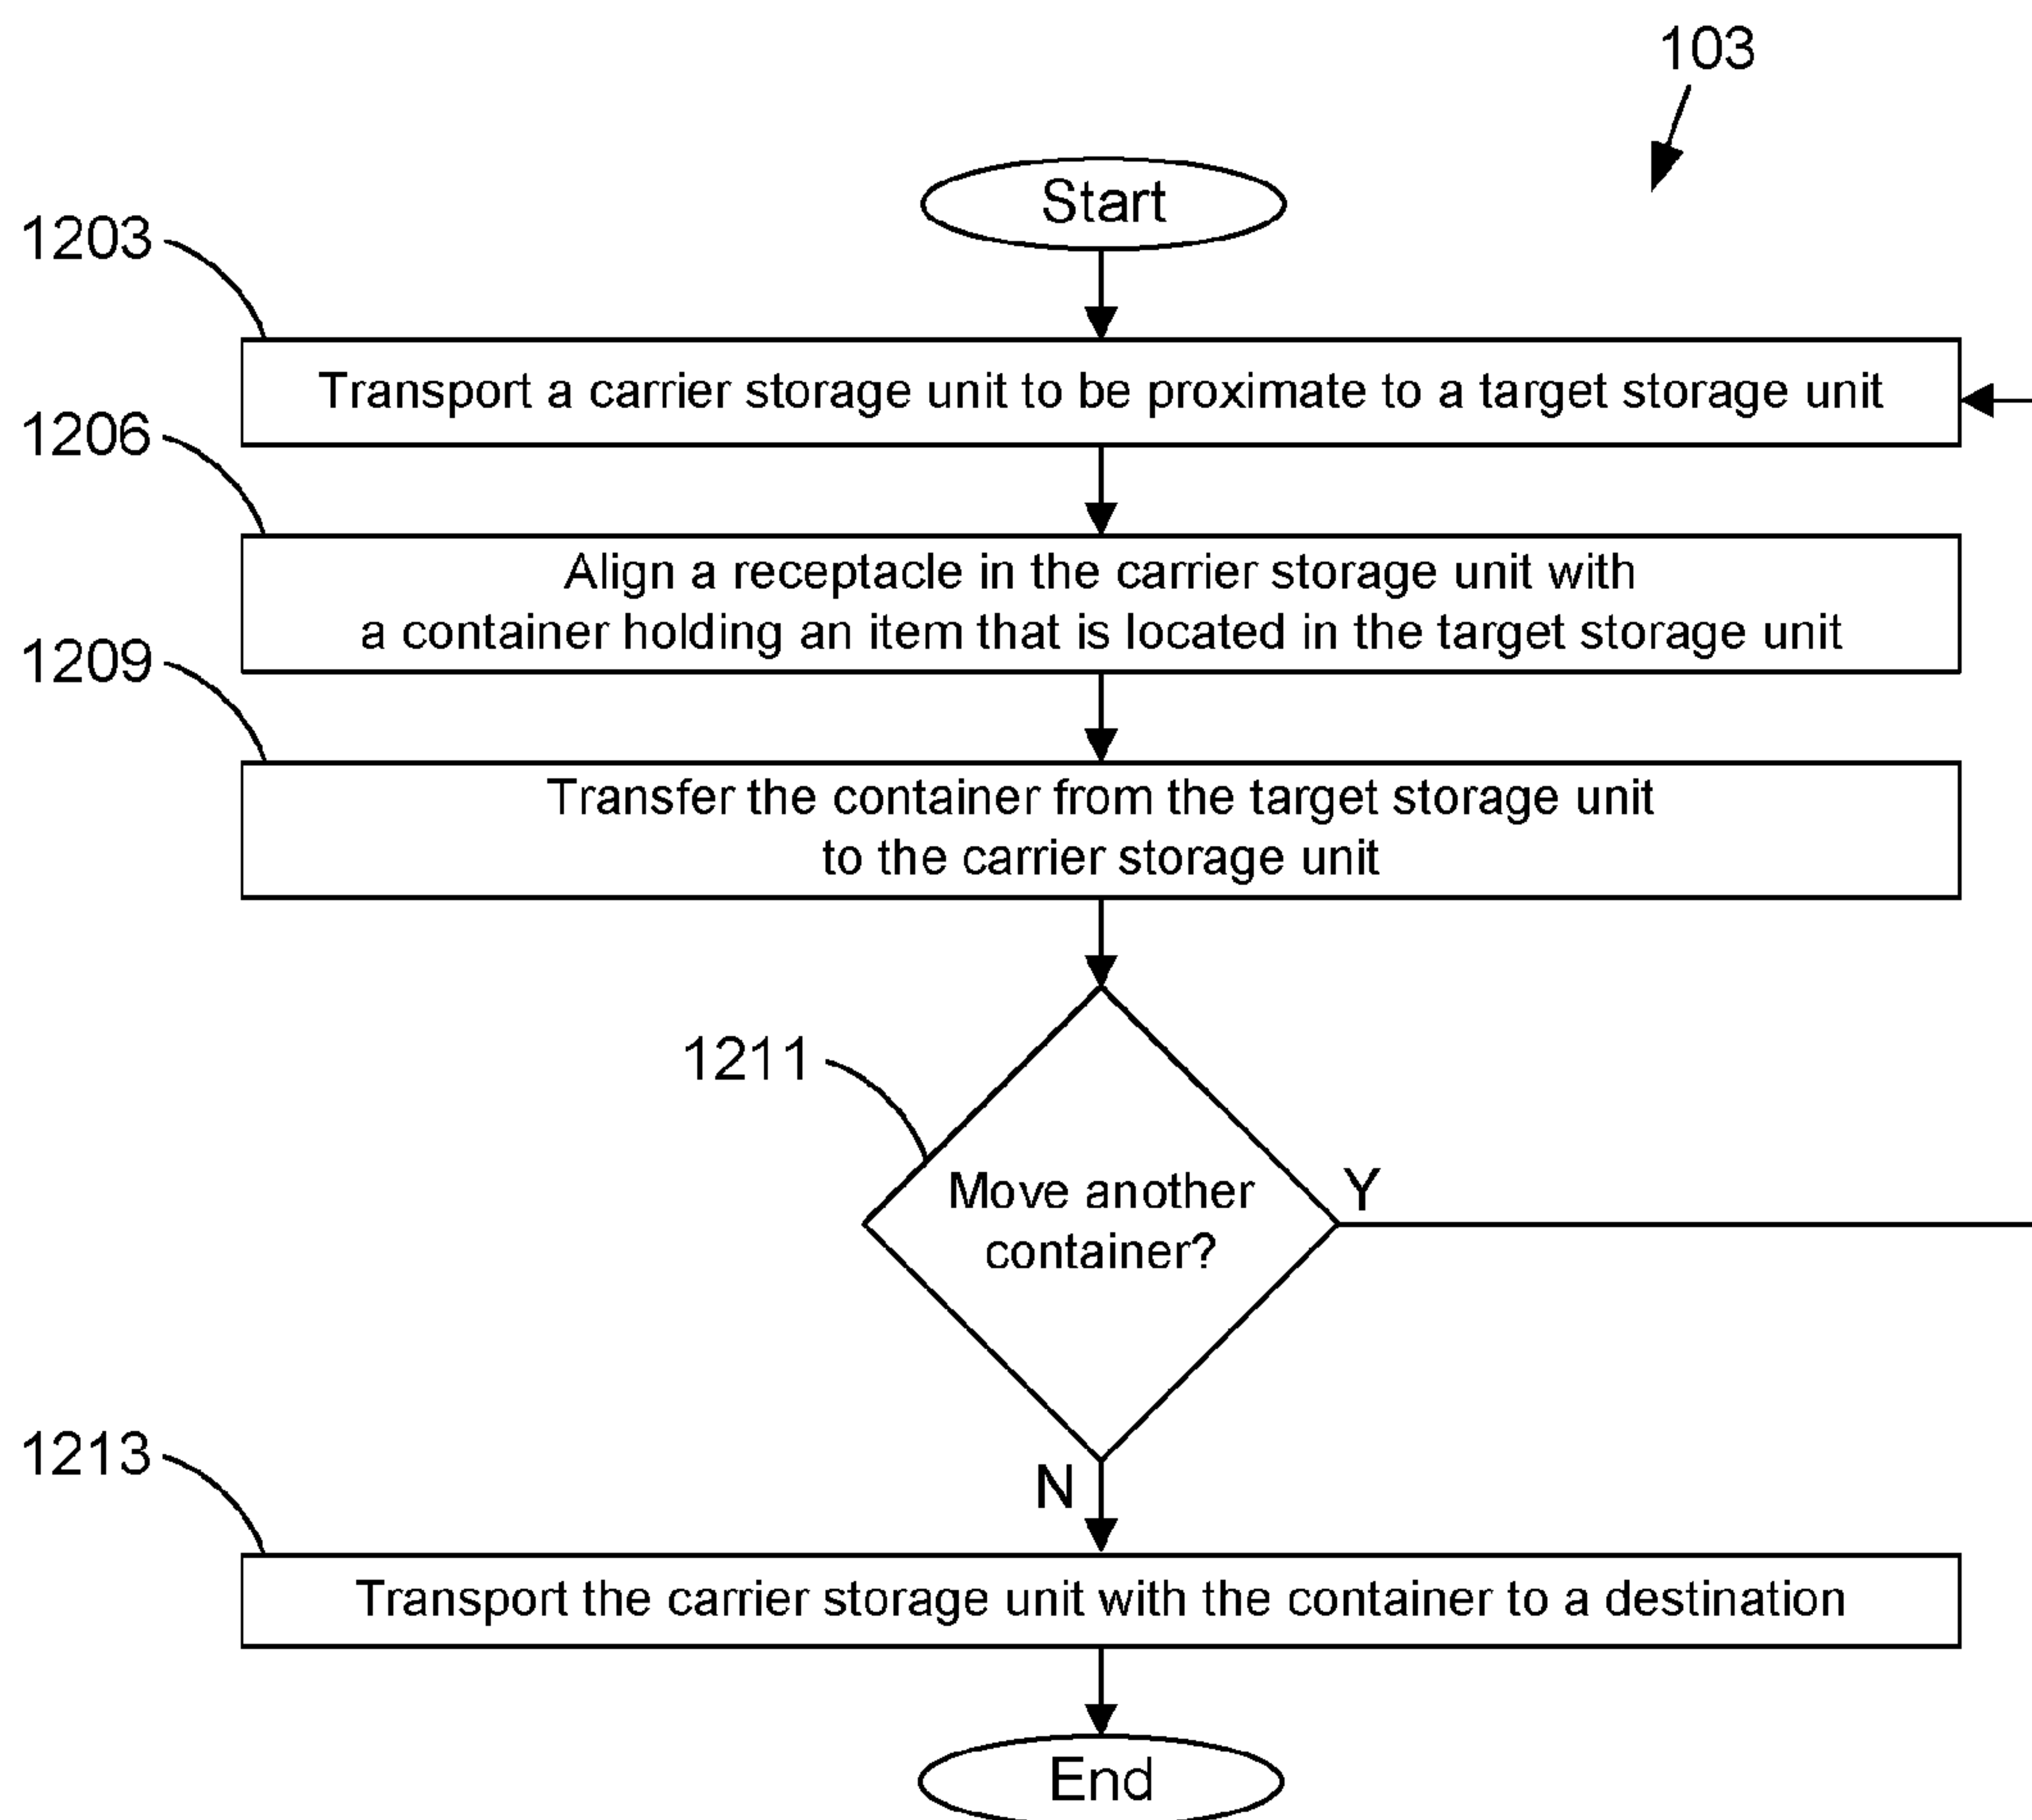 103
Start
1203
Transport a carrier storage unit to be proximate to a target storage unit
1206
Align a receptacle in the carrier storage unit with
a container holding an item that is located in the target storage unit
1209
Transfer the container from the target storage unit
to the carrier storage unit
1211
Move another
container?
Y
N
1213
Transport the carrier storage unit with the container to a destination
End